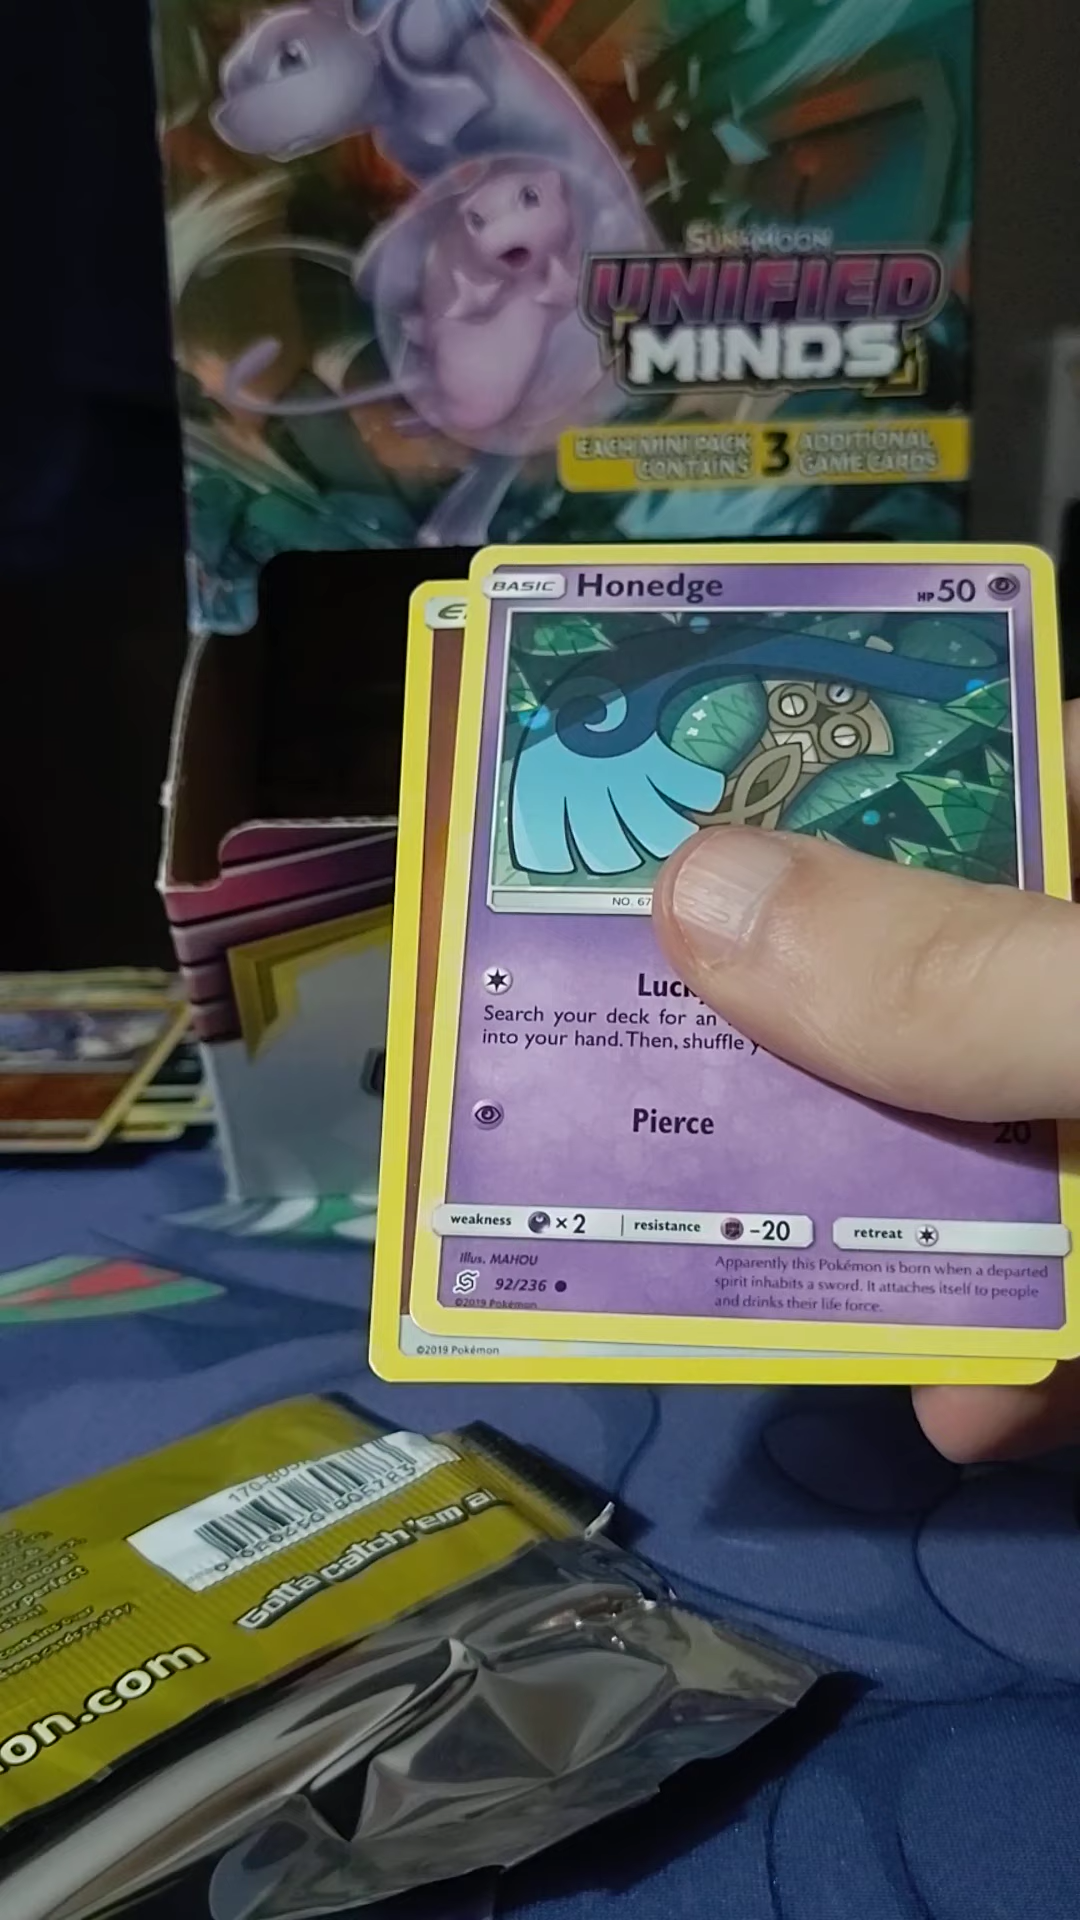 SUN & MOON
UNIFIED
MINDS
EACH MINI PACK
CONTAINS 3 ADDITIONAL
GAME CARDS
BASIC Honedge HP 50
NO. 67
Luck
Search your deck for an
into your hand. Then, shuffle y
Pierce 20
weakness ×2 resistance -20 retreat
Illus. MAHOU
92/236
©2019 Pokémon
Apparently this Pokémon is born when a departed
spirit inhabits a sword. It attaches itself to people
and drinks their life force.
©2019 Pokémon
Gotta catch 'em al
on.com